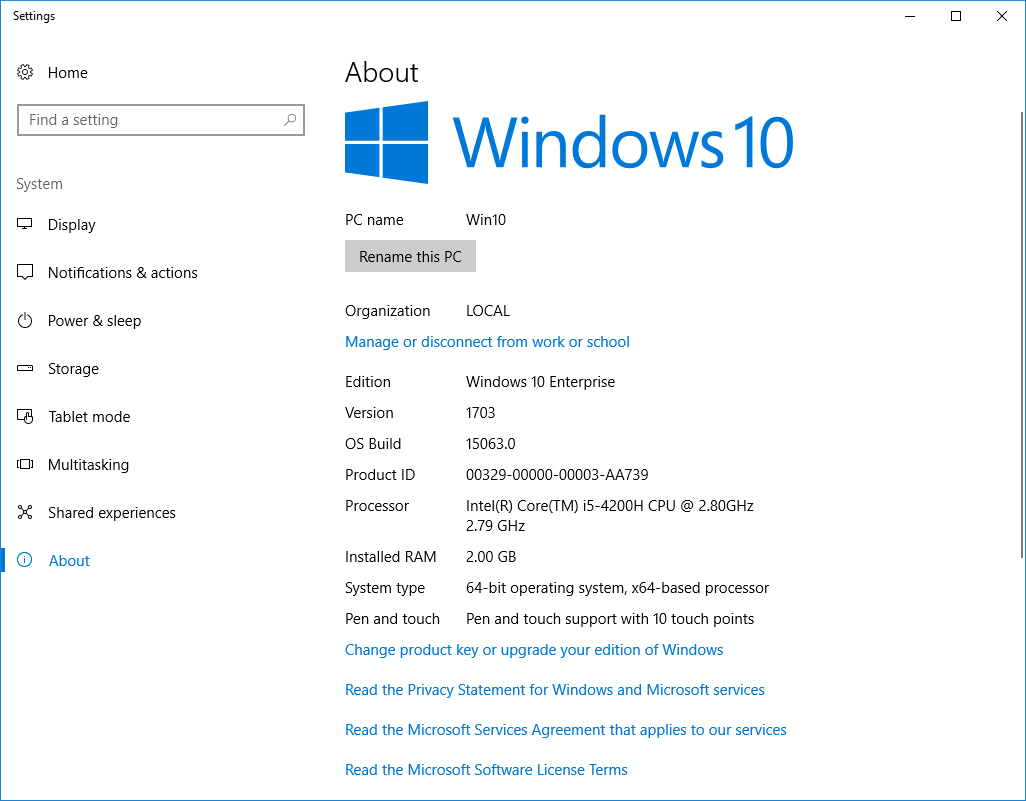 Settings
Home
Find a setting
System
Display
Notifications & actions
Power & sleep
Storage
Tablet mode
Multitasking
Shared experiences
About
About
Windows 10
PC name Win10
Rename this PC
Organization LOCAL
Manage or disconnect from work or school
Edition Windows 10 Enterprise
Version 1703
OS Build 15063.0
Product ID 00329-00000-00003-AA739
Processor Intel(R) Core(TM) i5-4200H CPU @ 2.80GHz
2.79 GHz
Installed RAM 2.00 GB
System type 64-bit operating system, x64-based processor
Pen and touch Pen and touch support with 10 touch points
Change product key or upgrade your edition of Windows
Read the Privacy Statement for Windows and Microsoft services
Read the Microsoft Services Agreement that applies to our services
Read the Microsoft Software License Terms